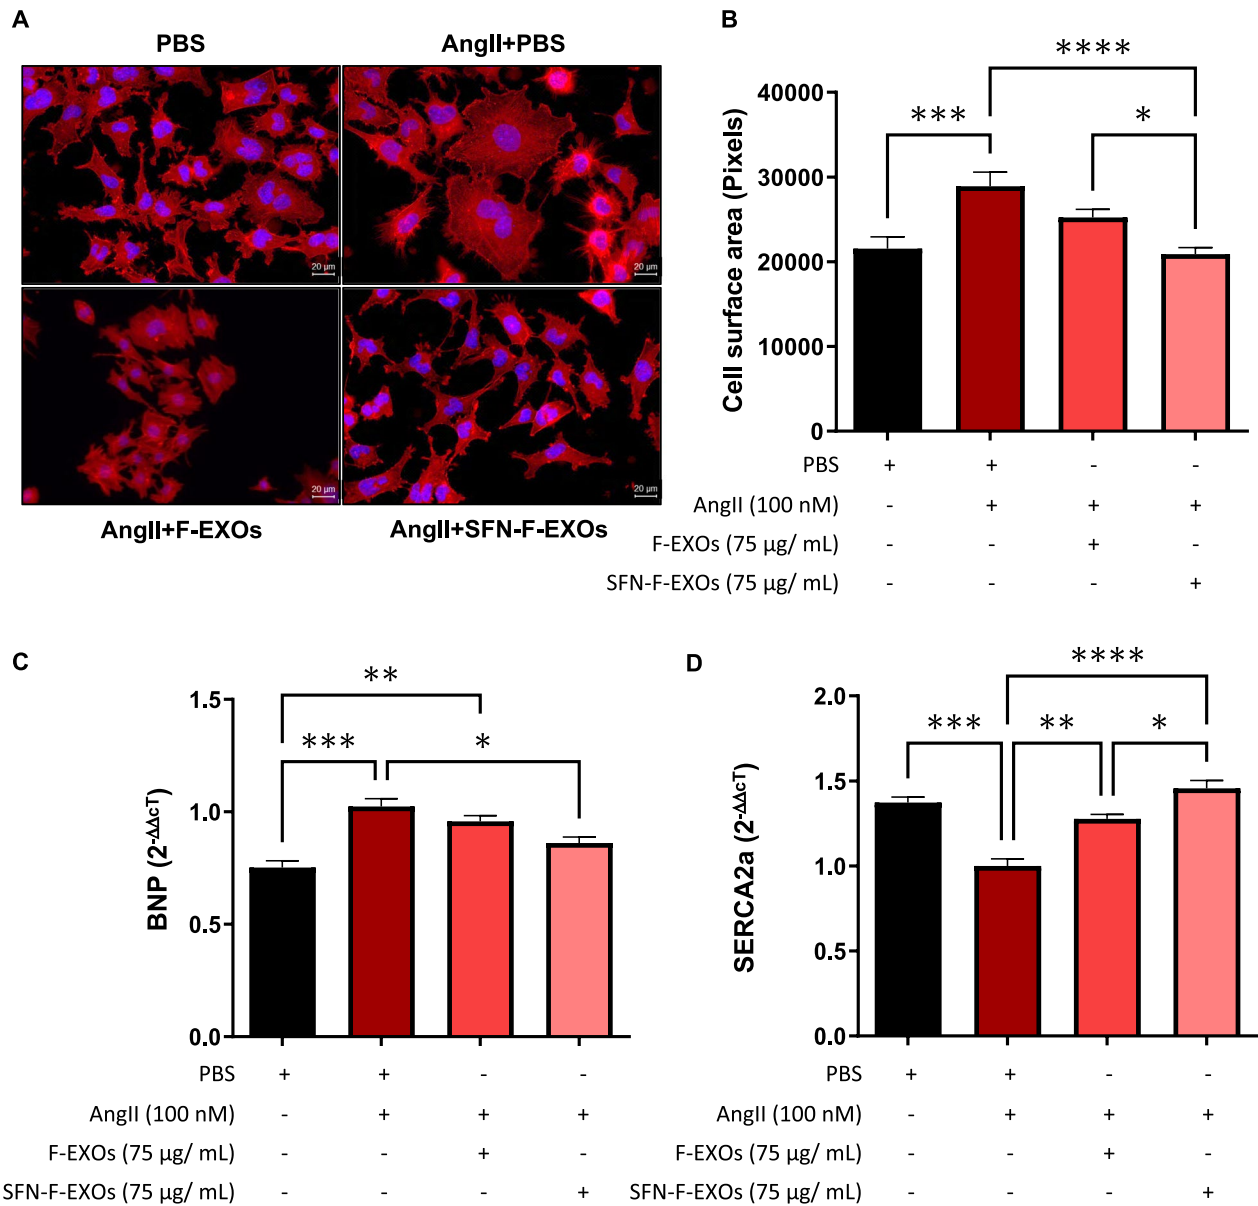 A
PBS
AngII+PBS
20 µm
20 µm
20 µm
20 µm
AngII+F-EXOs
AngII+SFN-F-EXOs
B
****
***
*
Cell surface area (Pixels)
40000
30000
20000
10000
0
PBS + + - -
AngII (100 nM) - + + +
F-EXOs (75 µg/ mL) - - + -
SFN-F-EXOs (75 µg/ mL) - - - +
C
**
***
*
BNP (2-ΔΔcT)
1.5
1.0
0.5
0.0
PBS + + - -
AngII (100 nM) - + + +
F-EXOs (75 µg/ mL) - - + -
SFN-F-EXOs (75 µg/ mL) - - - +
D
****
***
**
*
SERCA2a (2-ΔΔcT)
2.0
1.5
1.0
0.5
0.0
PBS + + - -
AngII (100 nM) - + + +
F-EXOs (75 µg/ mL) - - + -
SFN-F-EXOs (75 µg/ mL) - - - +